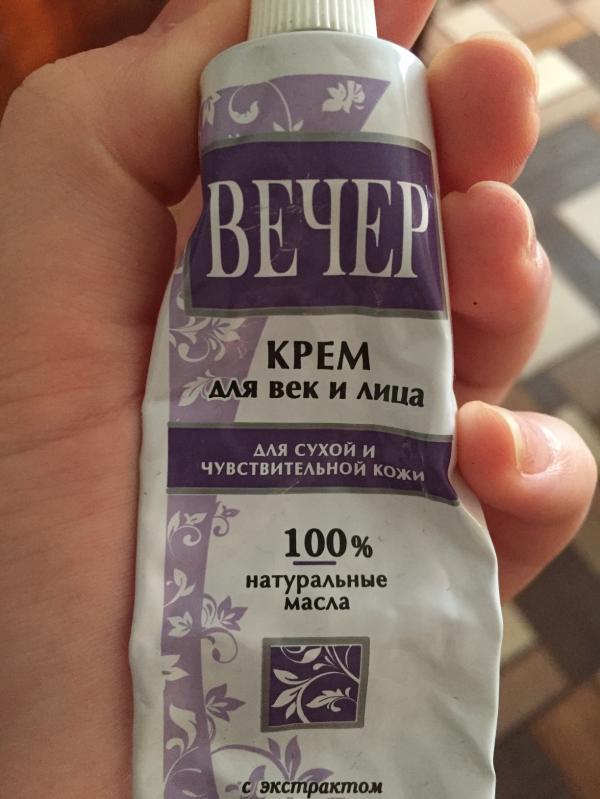 ВЕЧЕР
КРЕМ
ДЛЯ ВЕК И ЛИЦА
ДЛЯ СУХОЙ И
ЧУВСТВИТЕЛЬНОЙ КОЖИ
100%
натуральные
масла
с экстрактом